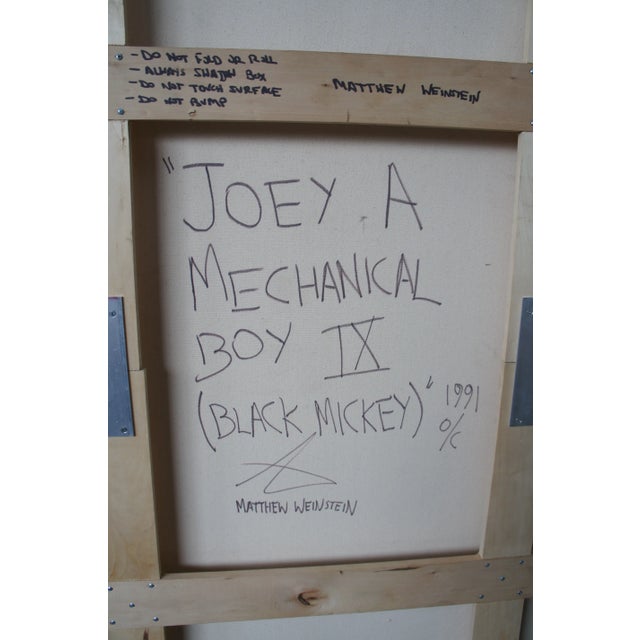 - DO NOT FOLD OR ROLL
- ALWAYS SHADOW BOX
- DO NOT TOUCH SURFACE
- DO NOT BUMP
MATTHEW WEINSTEIN
"JOEY A
MECHANICAL
BOY IX
(BLACK MICKEY)" 1991
O/C
MATTHEW WEINSTEIN